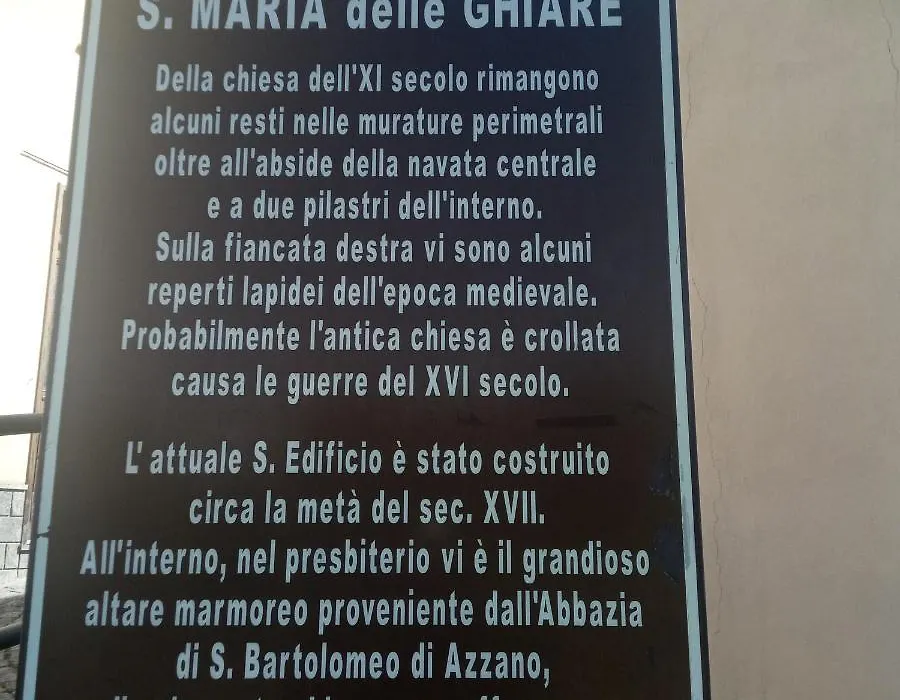 S. MARIA delle GHIARE
Della chiesa dell'XI secolo rimangono
alcuni resti nelle murature perimetrali
oltre all'abside della navata centrale
e a due pilastri dell'interno.
Sulla fiancata destra vi sono alcuni
reperti lapidei dell'epoca medievale.
Probabilmente l'antica chiesa è crollata
causa le guerre del XVI secolo.
L'attuale S. Edificio è stato costruito
circa la metà del sec. XVII.
All'interno, nel presbiterio vi è il grandioso
altare marmoreo proveniente dall'Abbazia
di S. Bartolomeo di Azzano,